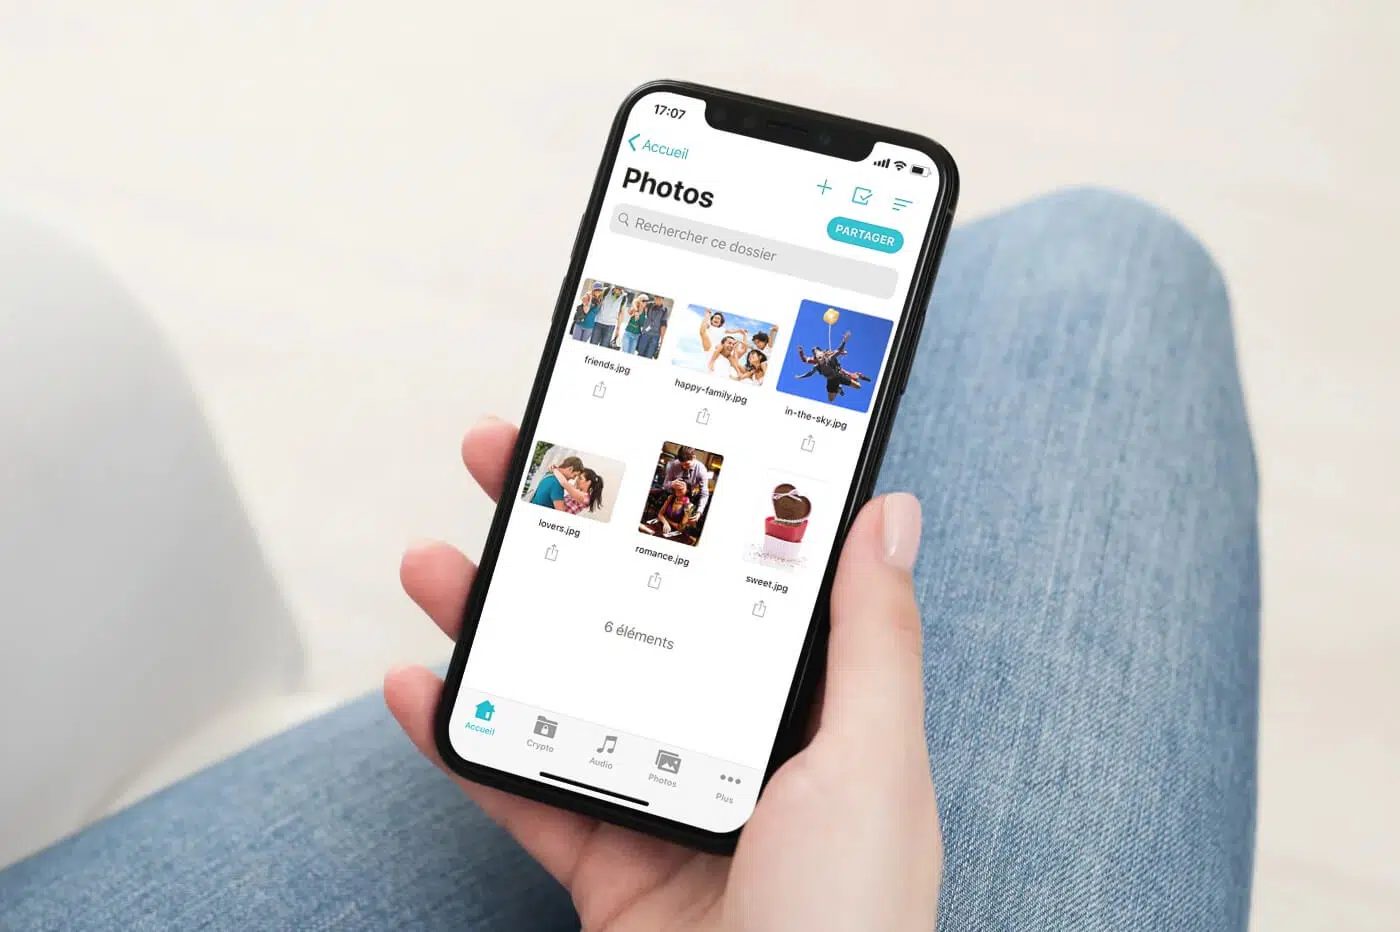 17:07
Accueil
Photos
PARTAGER
Rechercher ce dossier
friends.jpg
happy-family.jpg
in-the-sky.jpg
lovers.jpg
romance.jpg
sweet.jpg
6 éléments
Accueil
Crypto
Audio
Photos
Plus